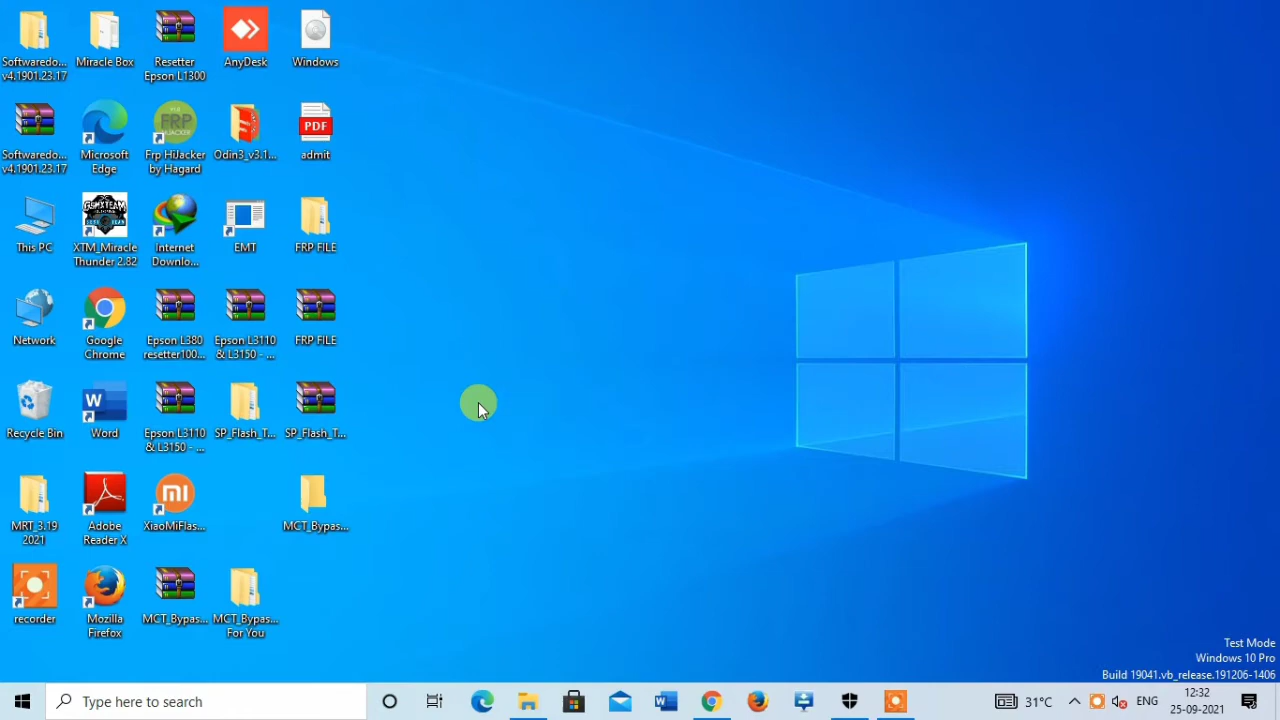 Softwaredo...
v4.1901.23.17
Miracle Box
Resetter
Epson L1300
AnyDesk
Windows
Softwaredo...
v4.1901.23.17
Microsoft
Edge
FRP
HIJACKER
Frp HiJacker
by Hagard
Odin3_v3.1...
PDF
admit
This PC
XTM_Miracle
Thunder 2.82
Internet
Downlo...
EMT
FRP FILE
Network
Google
Chrome
Epson L380
resetter100...
Epson L3110
& L3150 - ...
FRP FILE
Recycle Bin
W
Word
Epson L3110
& L3150 - ...
SP_Flash_T...
SP_Flash_T...
MRT 3.19
2021
Adobe
Reader X
XiaoMiFlas...
MCT_Bypas...
recorder
Mozilla
Firefox
MCT_Bypas...
MCT_Bypas...
For You
Test Mode
Windows 10 Pro
Build 19041.vb_release.191206-1406
Type here to search
31°C
ENG
12:32
25-09-2021